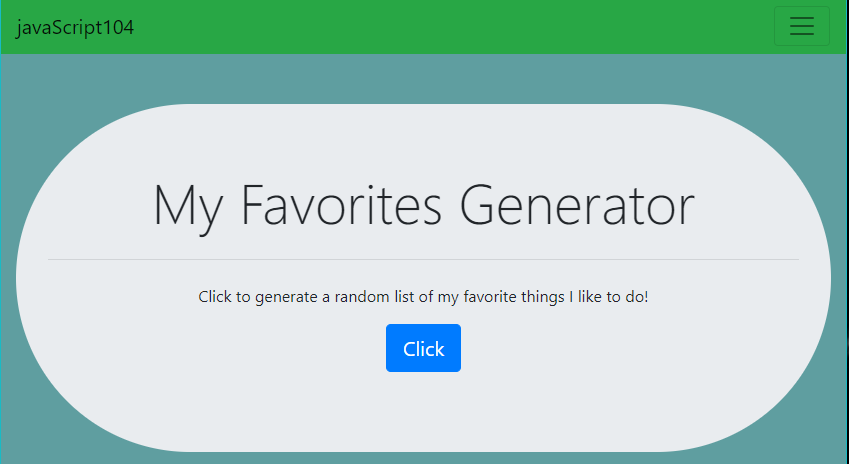 javaScript104
My Favorites Generator
Click to generate a random list of my favorite things I like to do!
Click